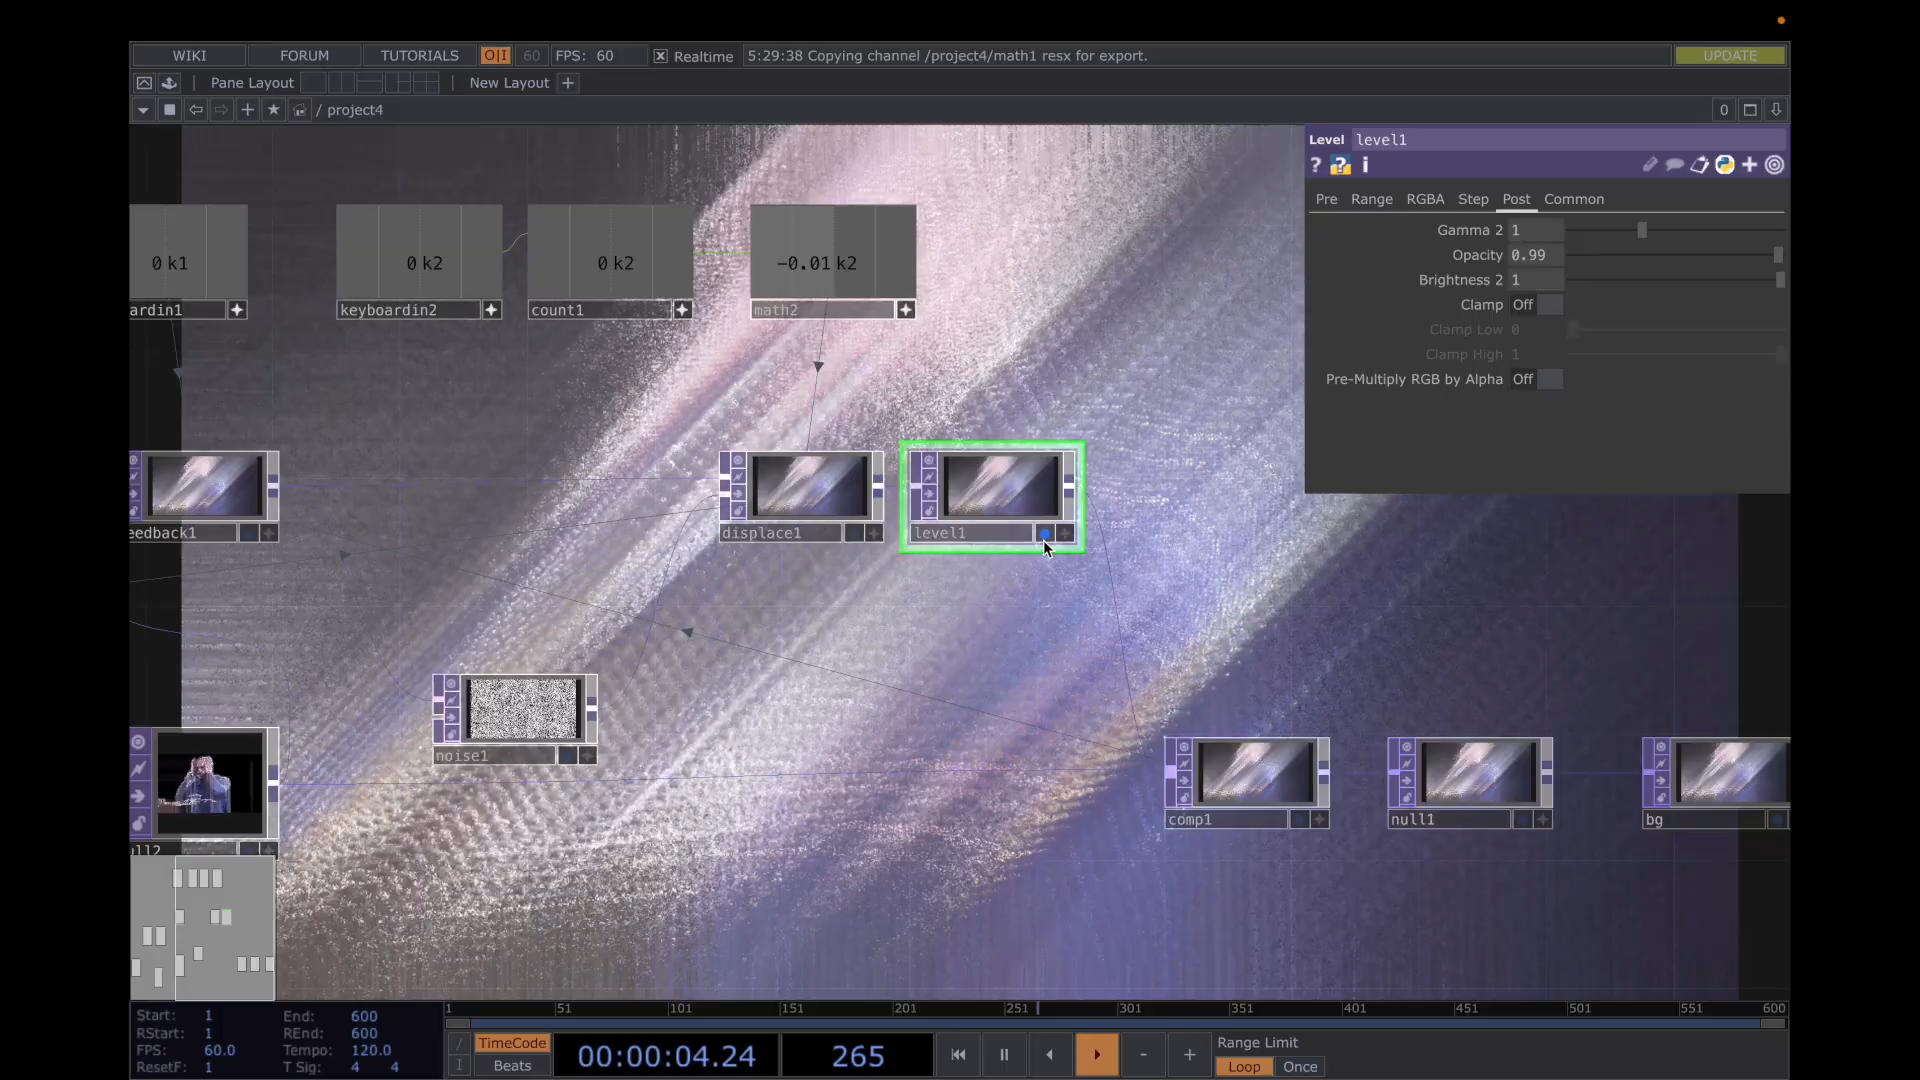 WIKI FORUM TUTORIALS O|I 60 FPS: 60 Realtime 5:29:38 Copying channel /project4/math1 resx for export. UPDATE
Pane Layout New Layout +
/ project4 0
Level level1
? ? i
Pre Range RGBA Step Post Common
Gamma 2 1
Opacity 0.99
Brightness 2 1
Clamp Off
Clamp Low 0
Clamp High 1
Pre-Multiply RGB by Alpha Off
0 k1 0 k2 0 k2 -0.01 k2
ardin1 keyboardin2 count1 math2
eedback1 displace1 level1
noise1
comp1 null1 bg
ull2
1 51 101 151 201 251 301 351 401 451 501 551 600
Start: 1 End: 600
RStart: 1 REnd: 600
FPS: 60.0 Tempo: 120.0
ResetF: 1 T Sig: 4 4
TimeCode
Beats
00:00:04.24 265
- +
Range Limit
Loop Once